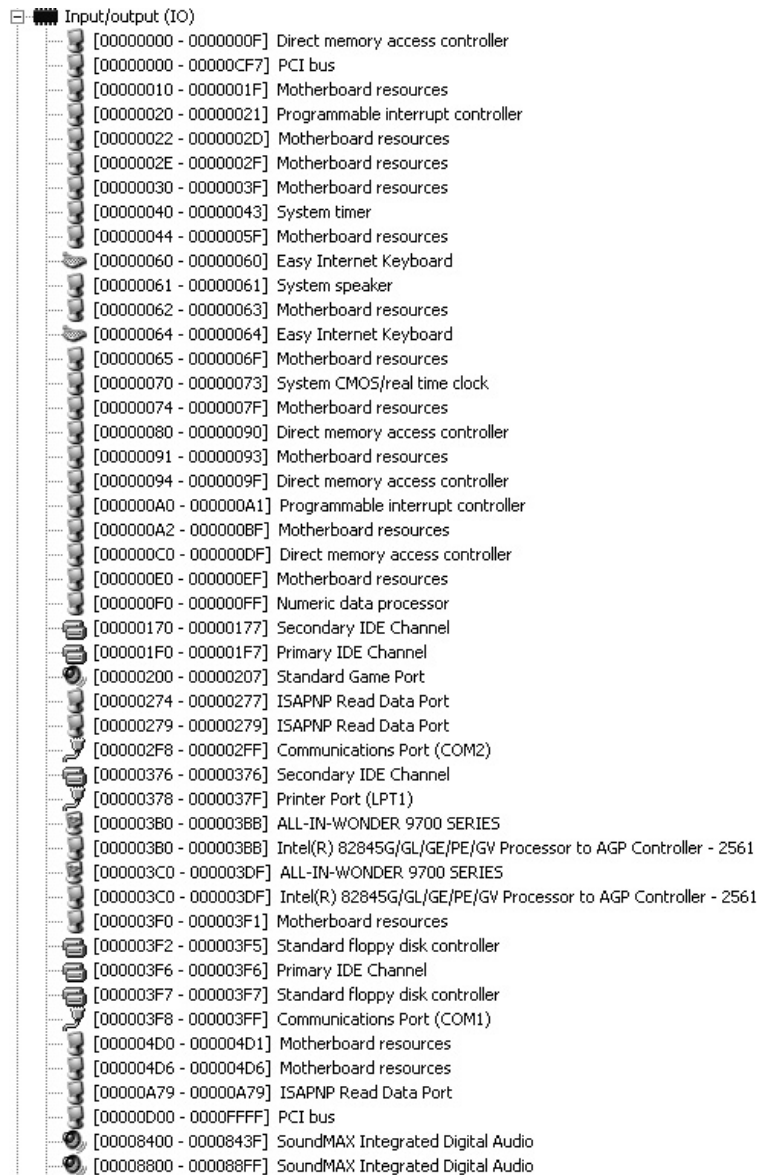 Input/output (IO)
[00000000 - 0000000F] Direct memory access controller
[00000000 - 00000CF7] PCI bus
[00000010 - 0000001F] Motherboard resources
[00000020 - 00000021] Programmable interrupt controller
[00000022 - 0000002D] Motherboard resources
[0000002E - 0000002F] Motherboard resources
[00000030 - 0000003F] Motherboard resources
[00000040 - 00000043] System timer
[00000044 - 0000005F] Motherboard resources
[00000060 - 00000060] Easy Internet Keyboard
[00000061 - 00000061] System speaker
[00000062 - 00000063] Motherboard resources
[00000064 - 00000064] Easy Internet Keyboard
[00000065 - 0000006F] Motherboard resources
[00000070 - 00000073] System CMOS/real time clock
[00000074 - 0000007F] Motherboard resources
[00000080 - 00000090] Direct memory access controller
[00000091 - 00000093] Motherboard resources
[00000094 - 0000009F] Direct memory access controller
[000000A0 - 000000A1] Programmable interrupt controller
[000000A2 - 000000BF] Motherboard resources
[000000C0 - 000000DF] Direct memory access controller
[000000E0 - 000000EF] Motherboard resources
[000000F0 - 000000FF] Numeric data processor
[00000170 - 00000177] Secondary IDE Channel
[000001F0 - 000001F7] Primary IDE Channel
[00000200 - 00000207] Standard Game Port
[00000274 - 00000277] ISAPNP Read Data Port
[00000279 - 00000279] ISAPNP Read Data Port
[000002F8 - 000002FF] Communications Port (COM2)
[00000376 - 00000376] Secondary IDE Channel
[00000378 - 0000037F] Printer Port (LPT1)
[000003B0 - 000003BB] ALL-IN-WONDER 9700 SERIES
[000003B0 - 000003BB] Intel(R) 82845G/GL/GE/PE/GV Processor to AGP Controller - 2561
[000003C0 - 000003DF] ALL-IN-WONDER 9700 SERIES
[000003C0 - 000003DF] Intel(R) 82845G/GL/GE/PE/GV Processor to AGP Controller - 2561
[000003F0 - 000003F1] Motherboard resources
[000003F2 - 000003F5] Standard floppy disk controller
[000003F6 - 000003F6] Primary IDE Channel
[000003F7 - 000003F7] Standard floppy disk controller
[000003F8 - 000003FF] Communications Port (COM1)
[000004D0 - 000004D1] Motherboard resources
[000004D6 - 000004D6] Motherboard resources
[00000A79 - 00000A79] ISAPNP Read Data Port
[00000D00 - 0000FFFF] PCI bus
[00008400 - 0000843F] SoundMAX Integrated Digital Audio
[00008800 - 000088FF] SoundMAX Integrated Digital Audio